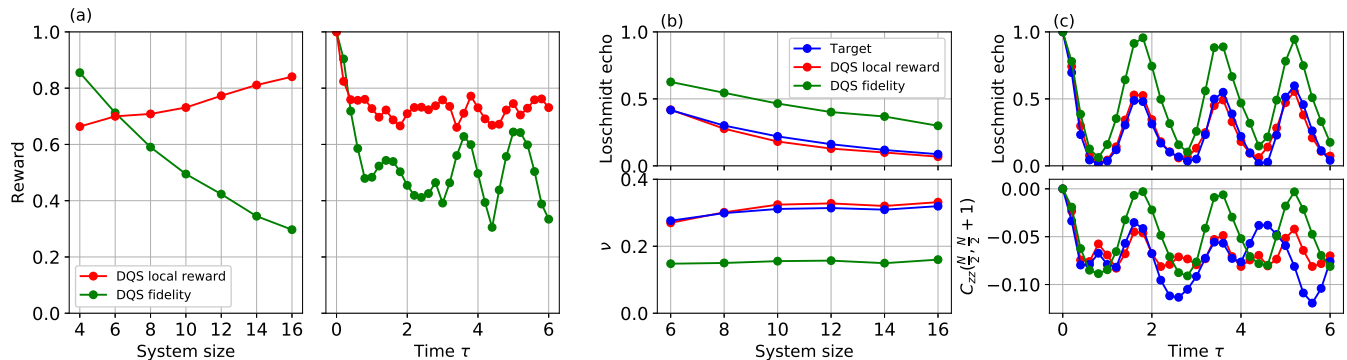 (a)
Reward
1.0
0.8
0.6
0.4
0.2
0.0
DQS local reward
DQS fidelity
4 6 8 10 12 14 16
System size
0 2 4 6
Time τ
(b)
Loschmidt echo
1.0
0.5
0.0
Target
DQS local reward
DQS fidelity
ν
0.4
0.2
0.0
6 8 10 12 14 16
System size
(c)
Loschmidt echo
1.0
0.5
0.0
C_{zz}(\frac{N}{2}, \frac{N}{2} + 1)
0.00
−0.05
−0.10
0 2 4 6
Time τ